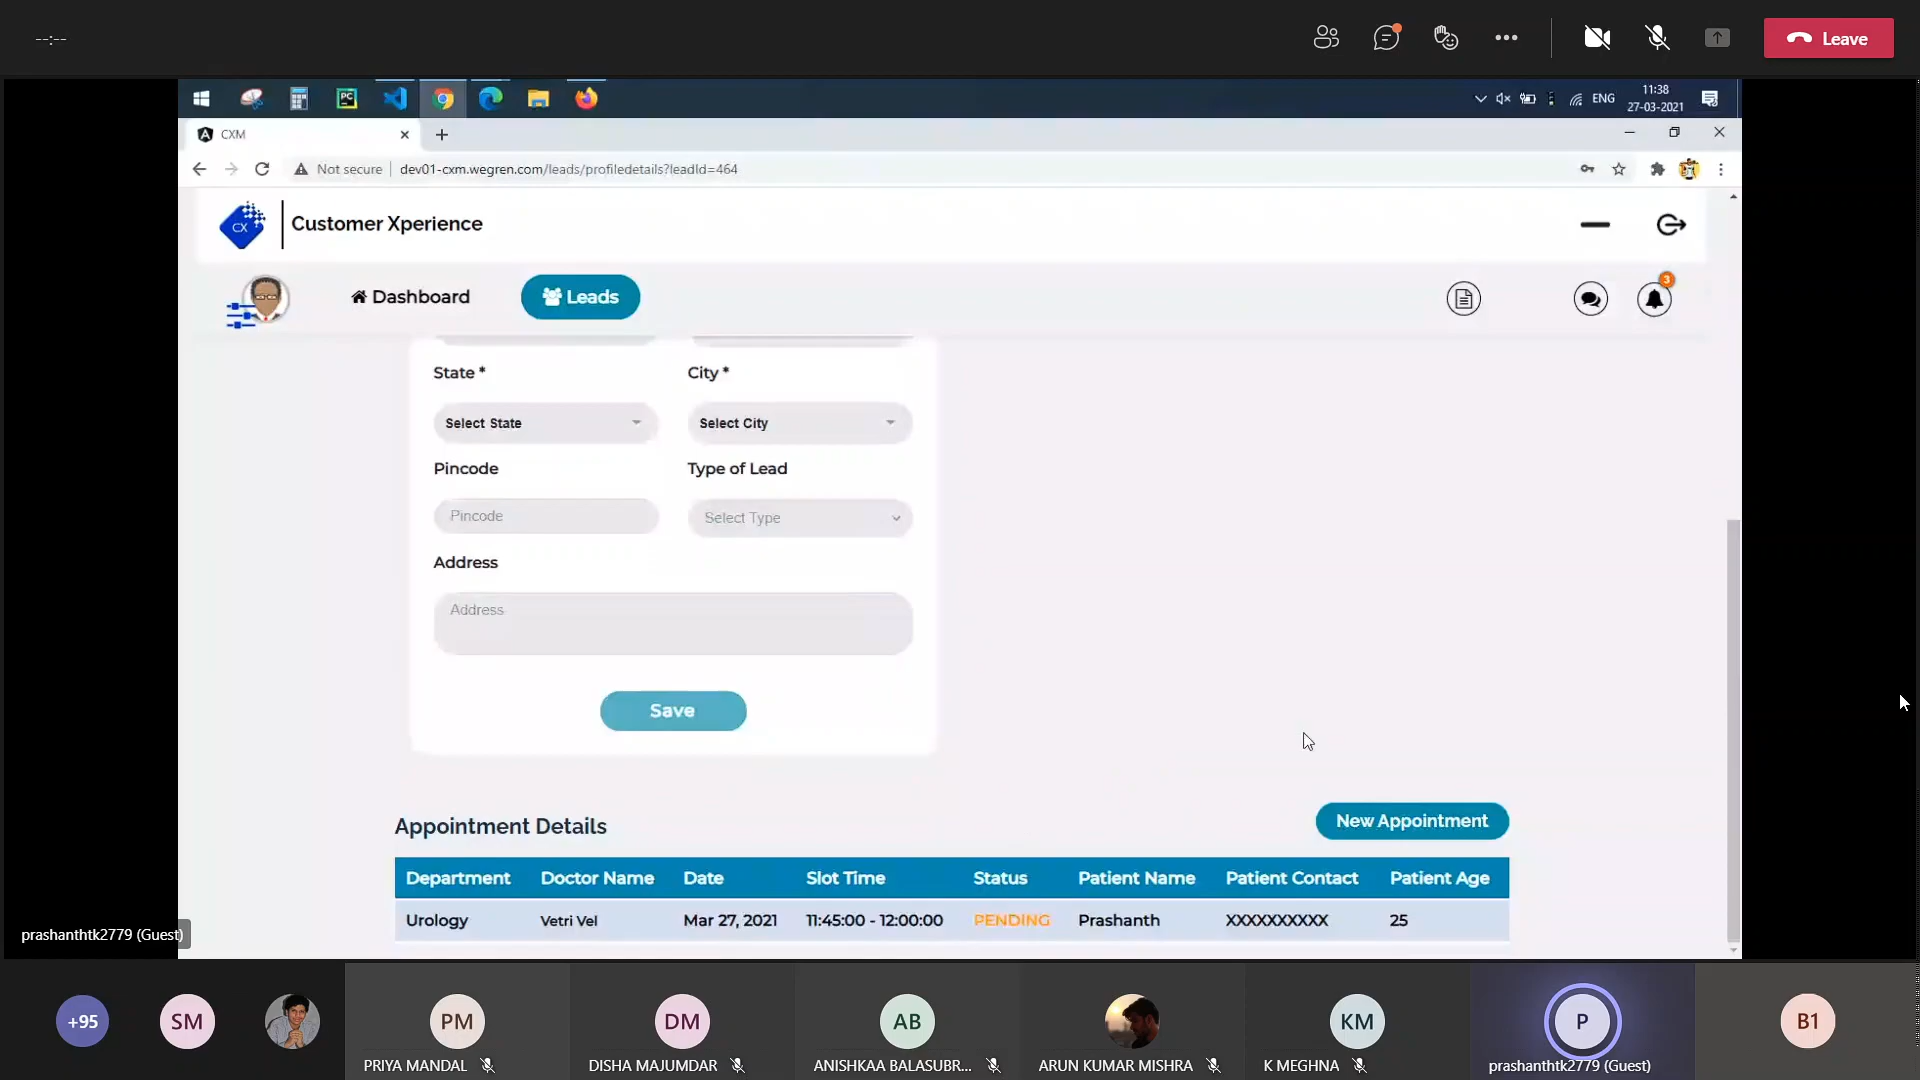 --:--
Leave
PC
ENG
11:38
27-03-2021
CXM
Not secure
dev01-cxm.wegren.com/leads/profiledetails?leadId=464
CX
Customer Xperience
Dashboard
Leads
3
State *
City *
Select State
Select City
Pincode
Type of Lead
Pincode
Select Type
Address
Address
Save
Appointment Details
New Appointment
Department Doctor Name Date Slot Time Status Patient Name Patient Contact Patient Age
Urology Vetri Vel Mar 27, 2021 11:45:00 - 12:00:00 PENDING Prashanth XXXXXXXXXX 25
prashanthtk2779 (Guest)
+95
SM
PM
DM
AB
KM
P
B1
PRIYA MANDAL
DISHA MAJUMDAR
ANISHKAA BALASUBR...
ARUN KUMAR MISHRA
K MEGHNA
prashanthtk2779 (Guest)